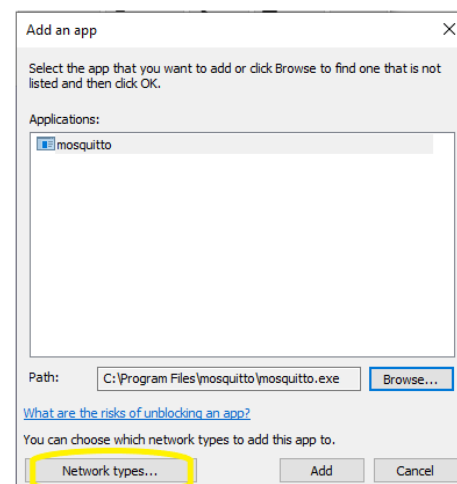 Add an app
Select the app that you want to add or click Browse to find one that is not
listed and then click OK.
Applications:
mosquitto
Path: C:\Program Files\mosquitto\mosquitto.exe Browse...
What are the risks of unblocking an app?
You can choose which network types to add this app to.
Network types... Add Cancel